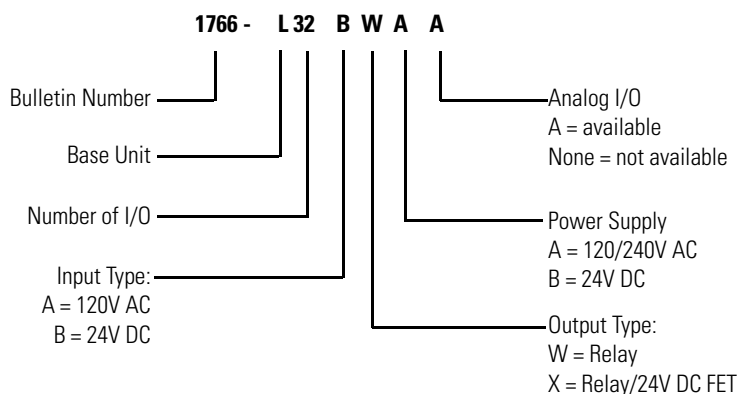 1766 - L 32 B W A A
Bulletin Number
Base Unit
Number of I/O
Input Type:
A = 120V AC
B = 24V DC
Analog I/O
A = available
None = not available
Power Supply
A = 120/240V AC
B = 24V DC
Output Type:
W = Relay
X = Relay/24V DC FET